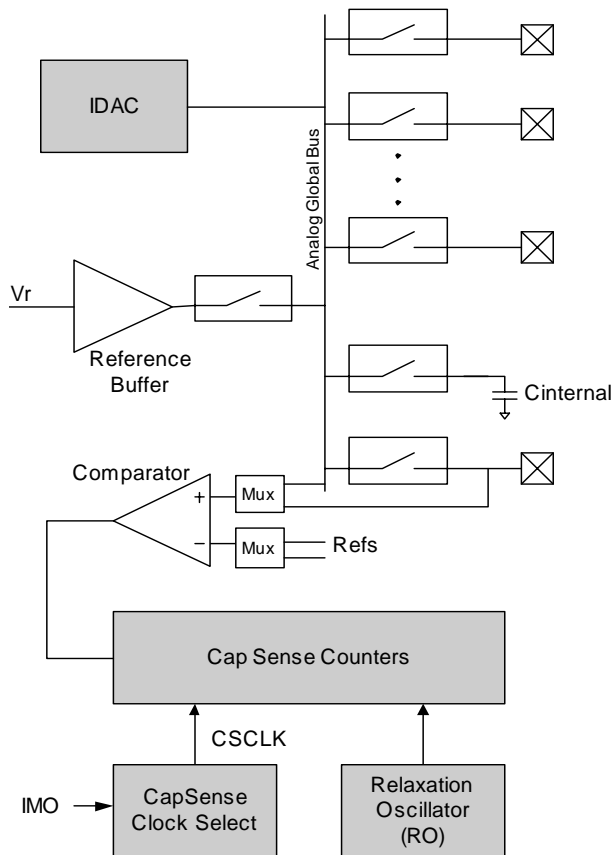 IDAC
Analog Global Bus
Vr
Reference
Buffer
Cinternal
Comparator
+
Mux
−
Mux
Refs
Cap Sense Counters
CSCLK
IMO
CapSense
Clock Select
Relaxation
Oscillator
(RO)